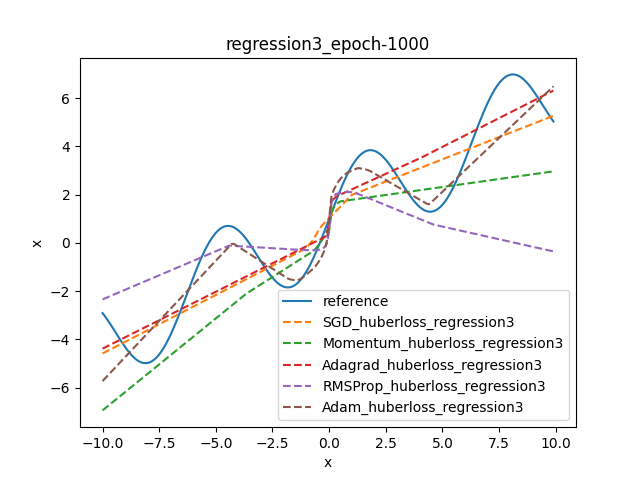 regression3_epoch-1000
x
6
4
2
0
−2
−4
−6
reference
SGD_huberloss_regression3
Momentum_huberloss_regression3
Adagrad_huberloss_regression3
RMSProp_huberloss_regression3
Adam_huberloss_regression3
−10.0 −7.5 −5.0 −2.5 0.0 2.5 5.0 7.5 10.0
x